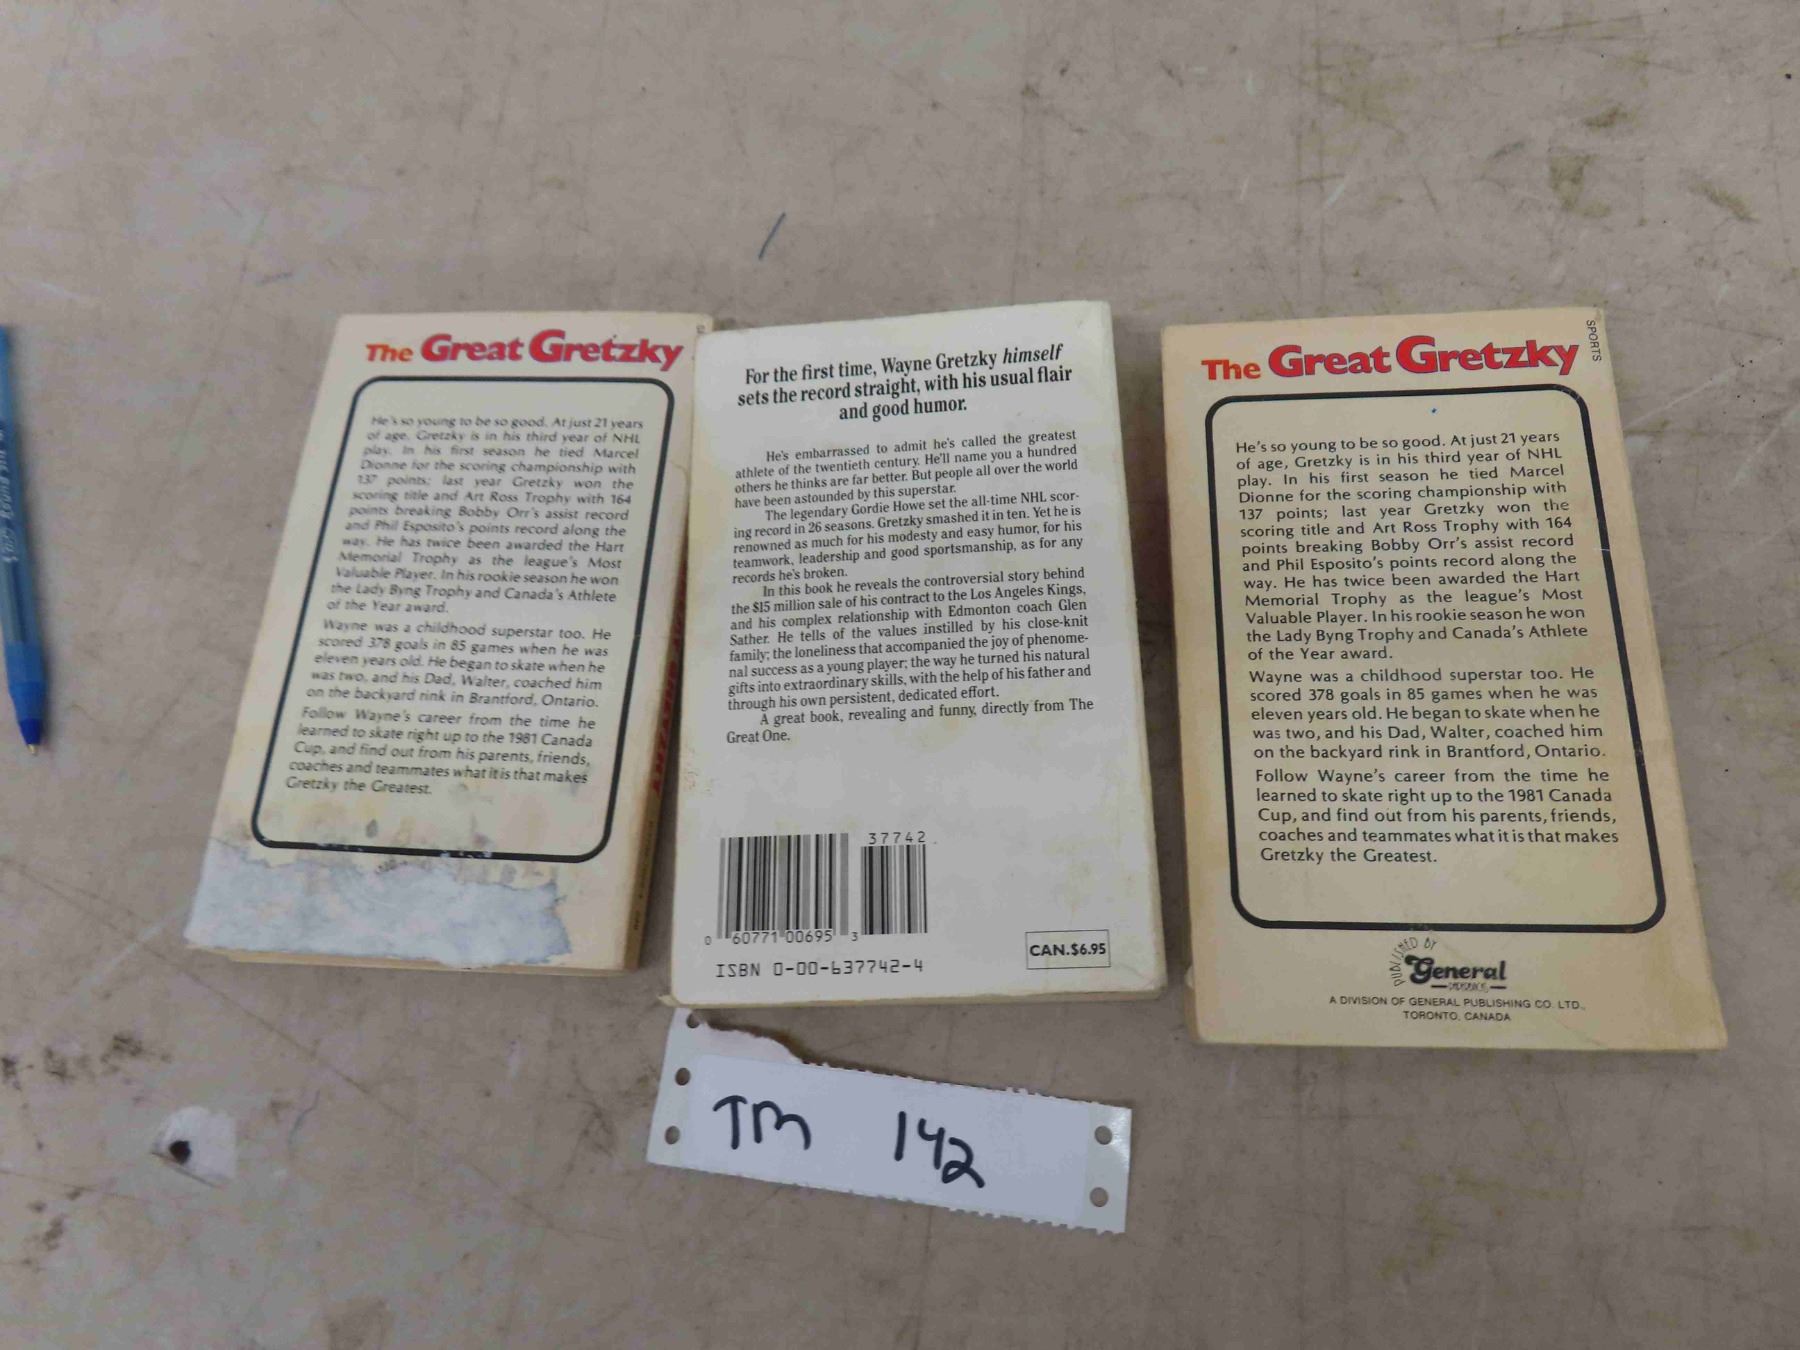 The Great Gretzky
He's so young to be so good. At just 21 years
of age, Gretzky is in his third year of NHL
play. In his first season he tied Marcel
Dionne for the scoring championship with
137 points; last year Gretzky won the
scoring title and Art Ross Trophy with 164
points breaking Bobby Orr's assist record
and Phil Esposito's points record along the
way. He has twice been awarded the Hart
Memorial Trophy as the league's Most
Valuable Player. In his rookie season he won
the Lady Byng Trophy and Canada's Athlete
of the Year award.
Wayne was a childhood superstar too. He
scored 378 goals in 85 games when he was
eleven years old. He began to skate when he
was two, and his Dad, Walter, coached him
on the backyard rink in Brantford, Ontario.
Follow Wayne's career from the time he
learned to skate right up to the 1981 Canada
Cup, and find out from his parents, friends,
coaches and teammates what it is that makes
Gretzky the Greatest.
For the first time, Wayne Gretzky himself
sets the record straight, with his usual flair
and good humor.
He's embarrassed to admit he's called the greatest
athlete of the twentieth century. He'll name you a hundred
others he thinks are far better. But people all over the world
have been astounded by this superstar.
The legendary Gordie Howe set the all-time NHL scor-
ing record in 26 seasons. Gretzky smashed it in ten. Yet he is
renowned as much for his modesty and easy humor, for his
teamwork, leadership and good sportsmanship, as for any
records he's broken.
In this book he reveals the controversial story behind
the $15 million sale of his contract to the Los Angeles Kings,
and his complex relationship with Edmonton coach Glen
Sather. He tells of the values instilled by his close-knit
family; the loneliness that accompanied the joy of phenome-
nal success as a young player; the way he turned his natural
gifts into extraordinary skills, with the help of his father and
through his own persistent, dedicated effort.
A great book, revealing and funny, directly from The
Great One.
37742
0 60771 00695 3
ISBN 0-00-637742-4
CAN.$6.95
The Great Gretzky
SPORTS
He's so young to be so good. At just 21 years
of age, Gretzky is in his third year of NHL
play. In his first season he tied Marcel
Dionne for the scoring championship with
137 points; last year Gretzky won the
scoring title and Art Ross Trophy with 164
points breaking Bobby Orr's assist record
and Phil Esposito's points record along the
way. He has twice been awarded the Hart
Memorial Trophy as the league's Most
Valuable Player. In his rookie season he won
the Lady Byng Trophy and Canada's Athlete
of the Year award.
Wayne was a childhood superstar too. He
scored 378 goals in 85 games when he was
eleven years old. He began to skate when he
was two, and his Dad, Walter, coached him
on the backyard rink in Brantford, Ontario.
Follow Wayne's career from the time he
learned to skate right up to the 1981 Canada
Cup, and find out from his parents, friends,
coaches and teammates what it is that makes
Gretzky the Greatest.
PUBLISHED BY
General
A DIVISION OF GENERAL PUBLISHING CO. LTD.,
TORONTO, CANADA
TM 142